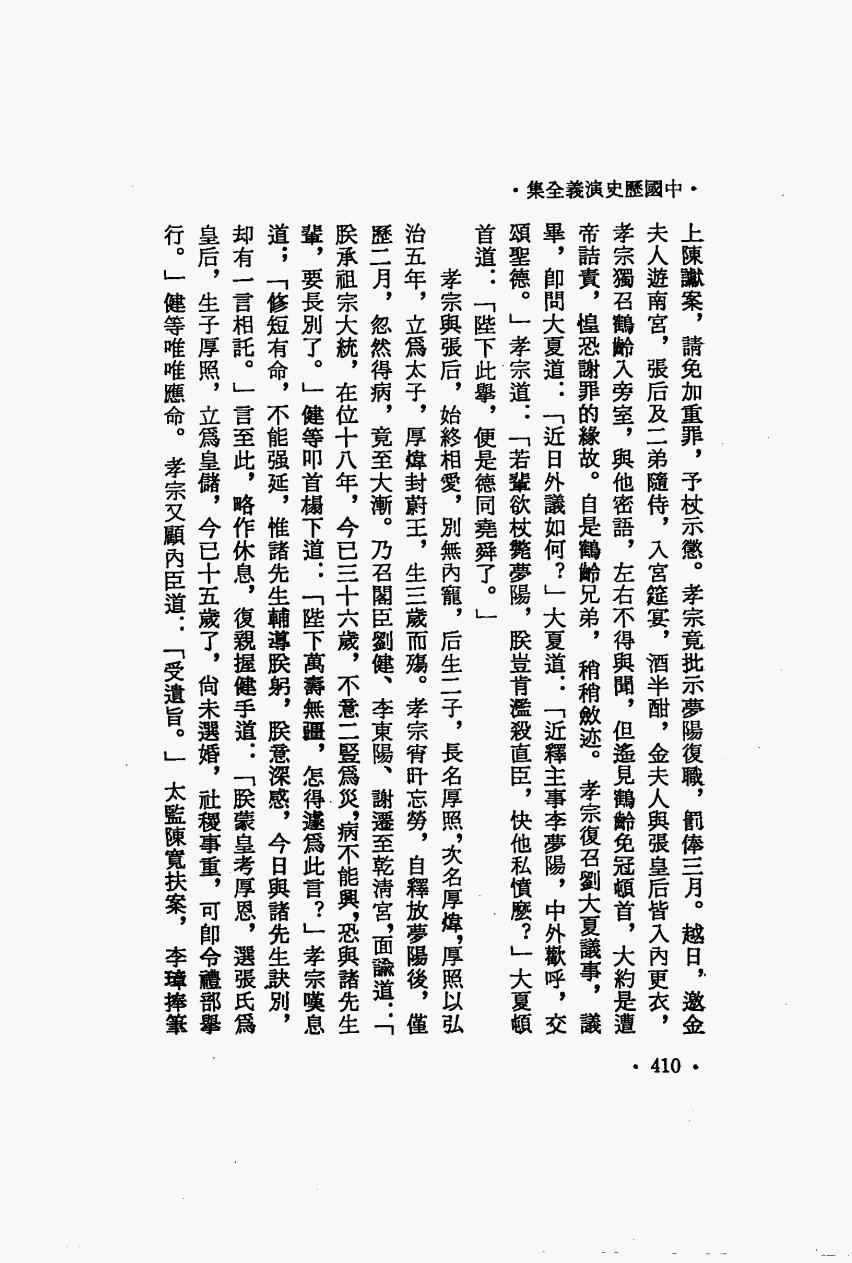 ·中國歷史演義全集·
上陳讞案，請免加重罪，予杖示懲。孝宗竟批示夢陽復職，罰俸三月。越日，邀金
夫人遊南宮，張后及二弟隨侍，入宮筵宴，酒半酣，金夫人與張皇后皆入內更衣，
孝宗獨召鶴齡入旁室，與他密語，左右不得與聞，但遙見鶴齡免冠頓首，大約是遭
帝詰責，惶恐謝罪的緣故。自是鶴齡兄弟，稍稍斂迹。孝宗復召劉大夏議事，議
畢，卽問大夏道：「近日外議如何？」大夏道：「近釋主事李夢陽，中外歡呼，交
頌聖德。」孝宗道：「若輩欲杖斃夢陽，朕豈肯濫殺直臣，快他私憤麼？」大夏頓
首道：「陛下此舉，便是德同堯舜了。」
孝宗與張后，始終相愛，別無內寵，后生二子，長名厚照，次名厚煒，厚照以弘
治五年，立爲太子，厚煒封蔚王，生三歲而殤。孝宗宵旰忘勞，自釋放夢陽後，僅
歷二月，忽然得病，竟至大漸。乃召閣臣劉健、李東陽、謝遷至乾淸宮，面諭道：「
朕承祖宗大統，在位十八年，今已三十六歲，不意二豎爲災，病不能興，恐與諸先生
輩，要長別了。」健等叩首榻下道：「陛下萬壽無疆，怎得遽爲此言？」孝宗嘆息
道；「修短有命，不能强延，惟諸先生輔導朕躬，朕意深感，今日與諸先生訣別，
却有一言相託。」言至此，略作休息，復親握健手道：「朕蒙皇考厚恩，選張氏爲
皇后，生子厚照，立爲皇儲，今已十五歲了，尙未選婚，社稷事重，可卽令禮部舉
行。」健等唯唯應命。孝宗又顧內臣道：「受遺旨。」太監陳寬扶案，李璋捧筆
·410·